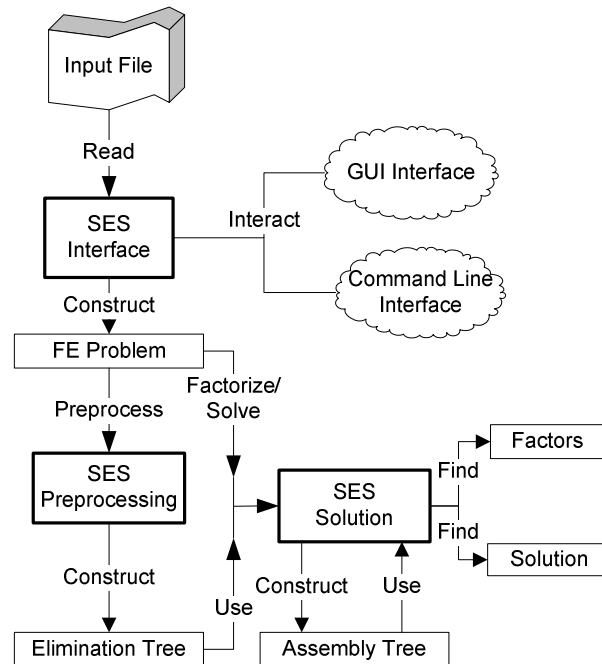 Input File
Read
GUI Interface
SES
Interface
Interact
Command Line
Interface
Construct
FE Problem
Factorize/
Solve
Preprocess
Factors
SES
Preprocessing
SES
Solution
Find
Find
Solution
Construct
Use
Construct
Use
Elimination Tree
Assembly Tree